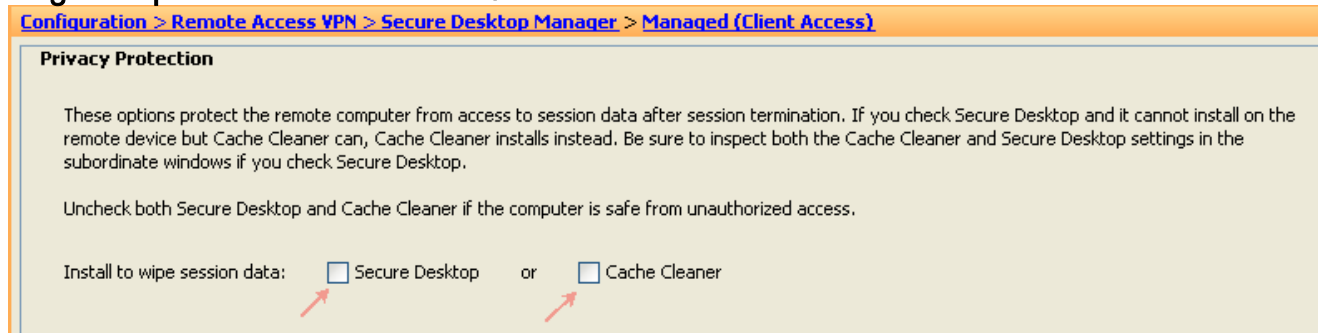 Configuration > Remote Access VPN > Secure Desktop Manager > Managed (Client Access)
Privacy Protection
These options protect the remote computer from access to session data after session termination. If you check Secure Desktop and it cannot install on the
remote device but Cache Cleaner can, Cache Cleaner installs instead. Be sure to inspect both the Cache Cleaner and Secure Desktop settings in the
subordinate windows if you check Secure Desktop.
Uncheck both Secure Desktop and Cache Cleaner if the computer is safe from unauthorized access.
Install to wipe session data: Secure Desktop or Cache Cleaner